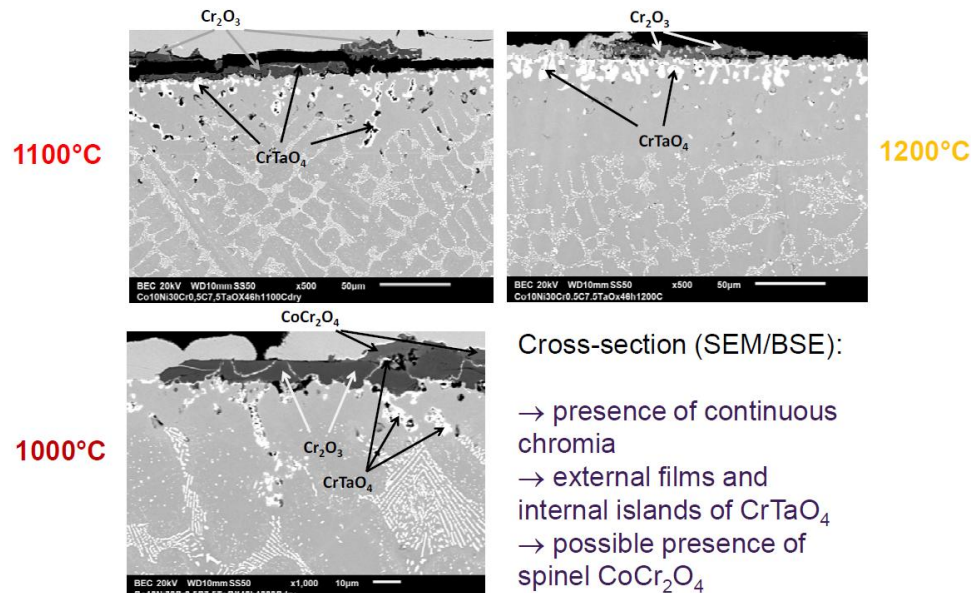 Cr₂O₃
CrTaO₄
BEC 20kV WD10mm SS50 x500 50µm
Co10Ni30Cr0,5C7,5TaOX46h1100Cdry
1100°C
Cr₂O₃
CrTaO₄
BEC 20kV WD10mm SS50 x500 50µm
Co10Ni30Cr0.5C7.5TaOx46h1200C
1200°C
CoCr₂O₄
Cr₂O₃
CrTaO₄
BEC 20kV WD10mm SS50 x1,000 10µm
1000°C
Cross-section (SEM/BSE):
→ presence of continuous
chromia
→ external films and
internal islands of CrTaO₄
→ possible presence of
spinel CoCr₂O₄